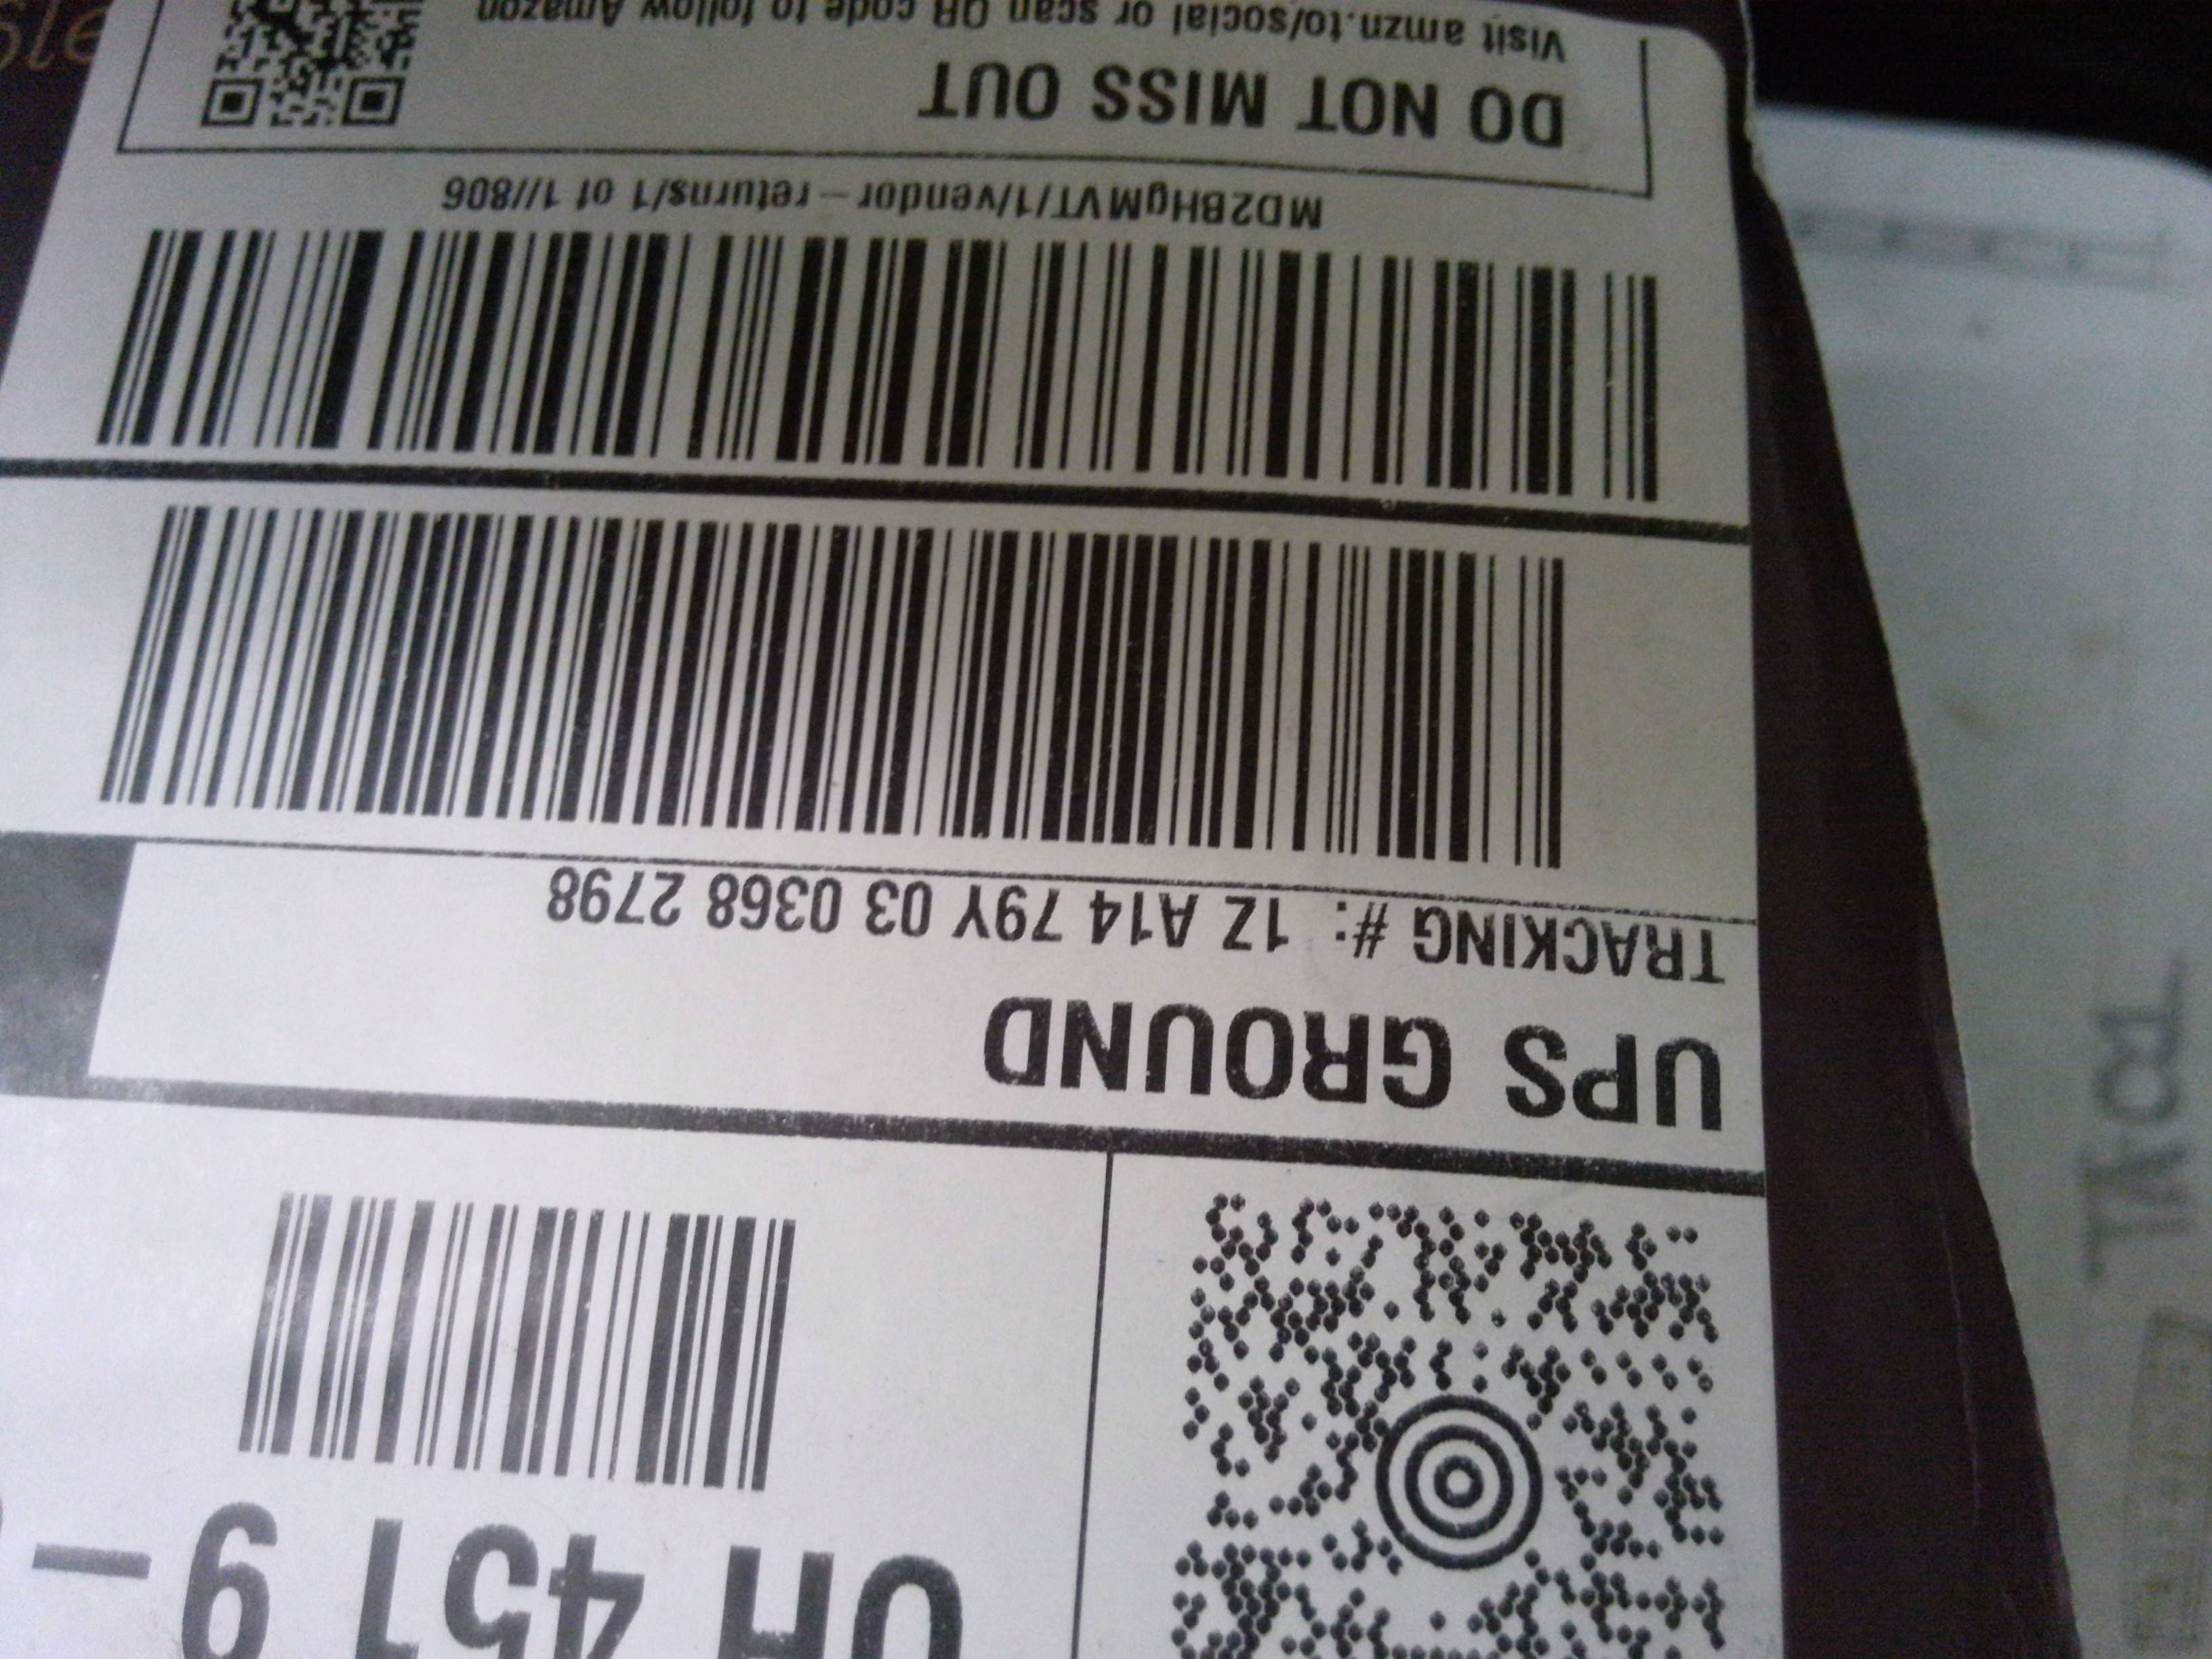 OH 451 9-
UPS GROUND
TRACKING #: 1Z A14 79Y 03 0368 2798
MD2BHgMVT/1/vendor-returns/1 of 1//806
DO NOT MISS OUT
Visit amzn.to/social or scan QR code to follow Amazon